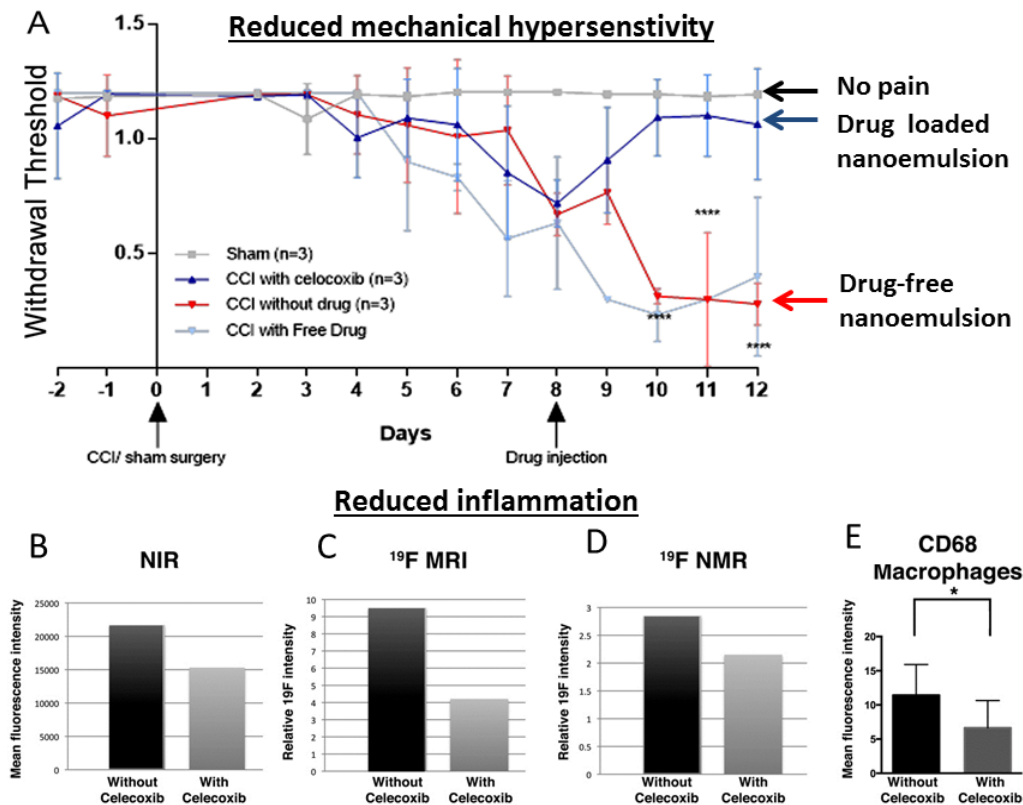 A
Reduced mechanical hypersenstivity
1.5
1.0
0.5
Withdrawal Threshold
Sham (n=3)
CCI with celocoxib (n=3)
CCI without drug (n=3)
CCI with Free Drug
****
****
****
No pain
Drug loaded
nanoemulsion
Drug-free
nanoemulsion
-2 -1 0 1 2 3 4 5 6 7 8 9 10 11 12
Days
CCI/ sham surgery
Drug injection
Reduced inflammation
B
NIR
Mean fluorescence intensity
25000
20000
15000
10000
5000
0
Without
Celecoxib
With
Celecoxib
C
19F MRI
Relative 19F intensity
10
9
8
7
6
5
4
3
2
1
0
Without
Celecoxib
With
Celecoxib
D
19F NMR
Relative 19F intensity
3
2.5
2
1.5
1
0.5
0
Without
Celecoxib
With
Celecoxib
E
CD68
Macrophages
*
Mean fluorescence intensity
20
15
10
5
0
Without
Celecoxib
With
Celecoxib